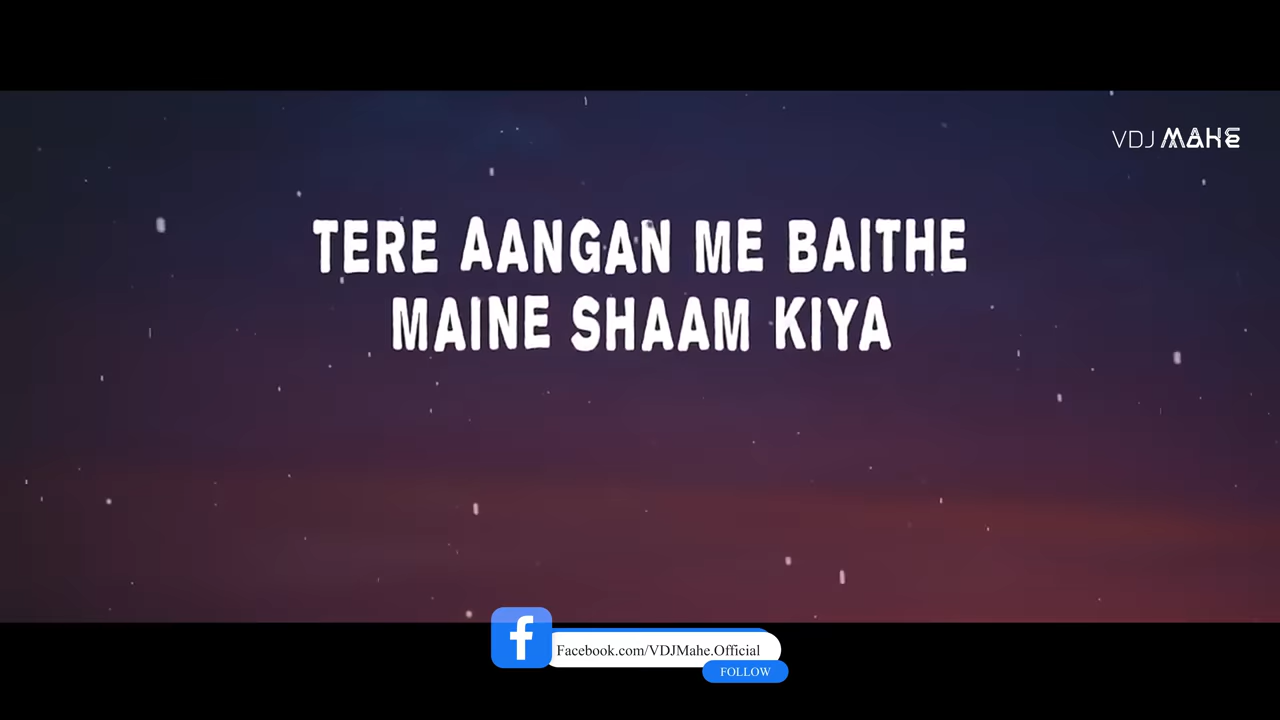 VDJ MAHE
TERE AANGAN ME BAITHE
MAINE SHAAM KIYA
f
Facebook.com/VDJMahe.Official
FOLLOW